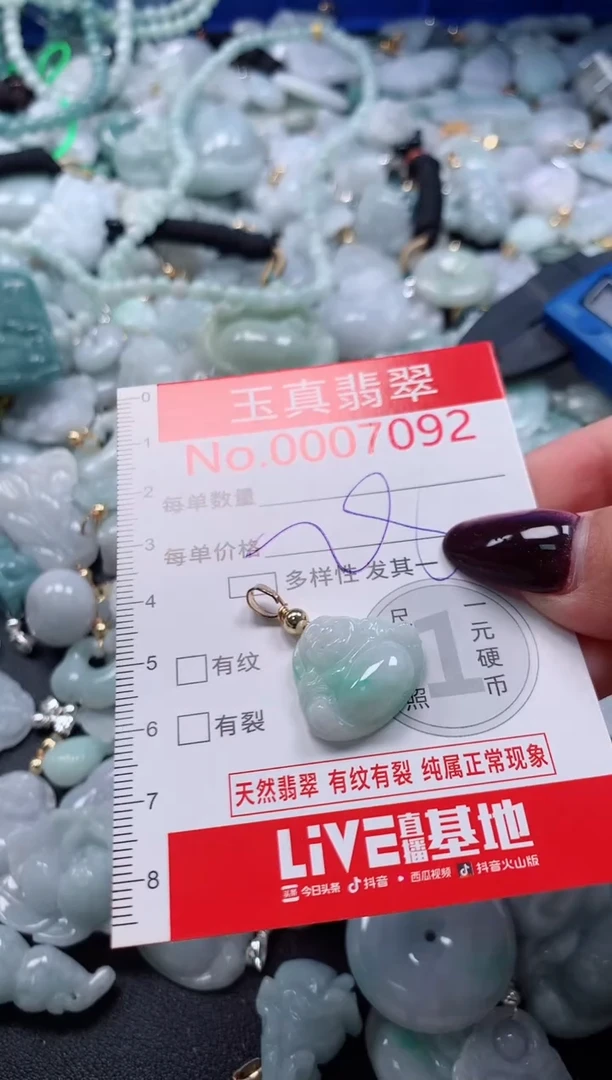 0
玉真翡翠
1
No.0007092
2
每单数量
3
每单价格
多样性 发其一
4
尺
照
1
一元硬币
5
有纹
6
有裂
7
天然翡翠 有纹有裂 纯属正常现象
LiVE直播基地
8
头条 今日头条 抖音 • 西瓜视频 抖音火山版